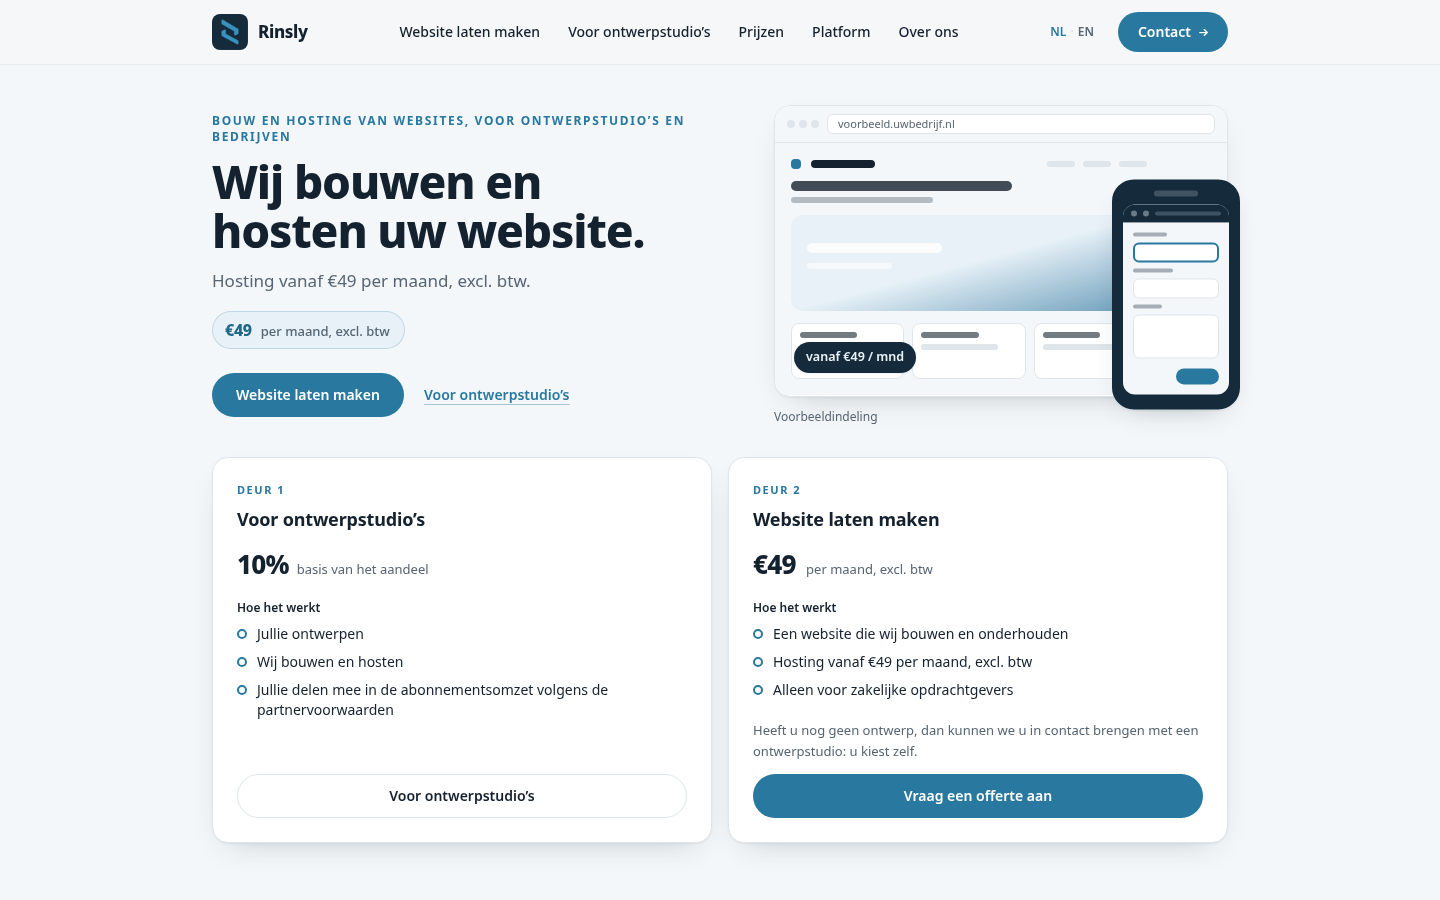 Rinsly
Website laten maken
Voor ontwerpstudio’s
Prijzen
Platform
Over ons
NL · EN
Contact →
BOUW EN HOSTING VAN WEBSITES, VOOR ONTWERPSTUDIO’S EN
BEDRIJVEN
Wij bouwen en
hosten uw website.
Hosting vanaf €49 per maand, excl. btw.
€49 per maand, excl. btw
Website laten maken
Voor ontwerpstudio’s
voorbeeld.uwbedrijf.nl
vanaf €49 / mnd
Voorbeeldindeling
DEUR 1
Voor ontwerpstudio’s
10% basis van het aandeel
Hoe het werkt
Jullie ontwerpen
Wij bouwen en hosten
Jullie delen mee in de abonnementsomzet volgens de
partnervoorwaarden
Voor ontwerpstudio’s
DEUR 2
Website laten maken
€49 per maand, excl. btw
Hoe het werkt
Een website die wij bouwen en onderhouden
Hosting vanaf €49 per maand, excl. btw
Alleen voor zakelijke opdrachtgevers
Heeft u nog geen ontwerp, dan kunnen we u in contact brengen met een
ontwerpstudio: u kiest zelf.
Vraag een offerte aan